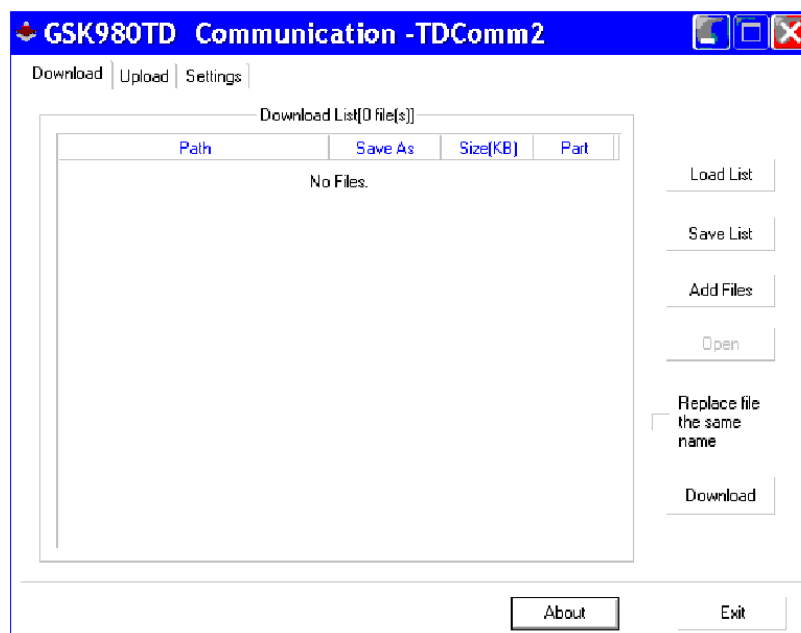 GSK980TD Communication -TDComm2
Download Upload Settings
Download List[0 file(s)]
Path Save As Size(KB) Part
No Files.
Load List
Save List
Add Files
Open
Replace file
the same
name
Download
About Exit